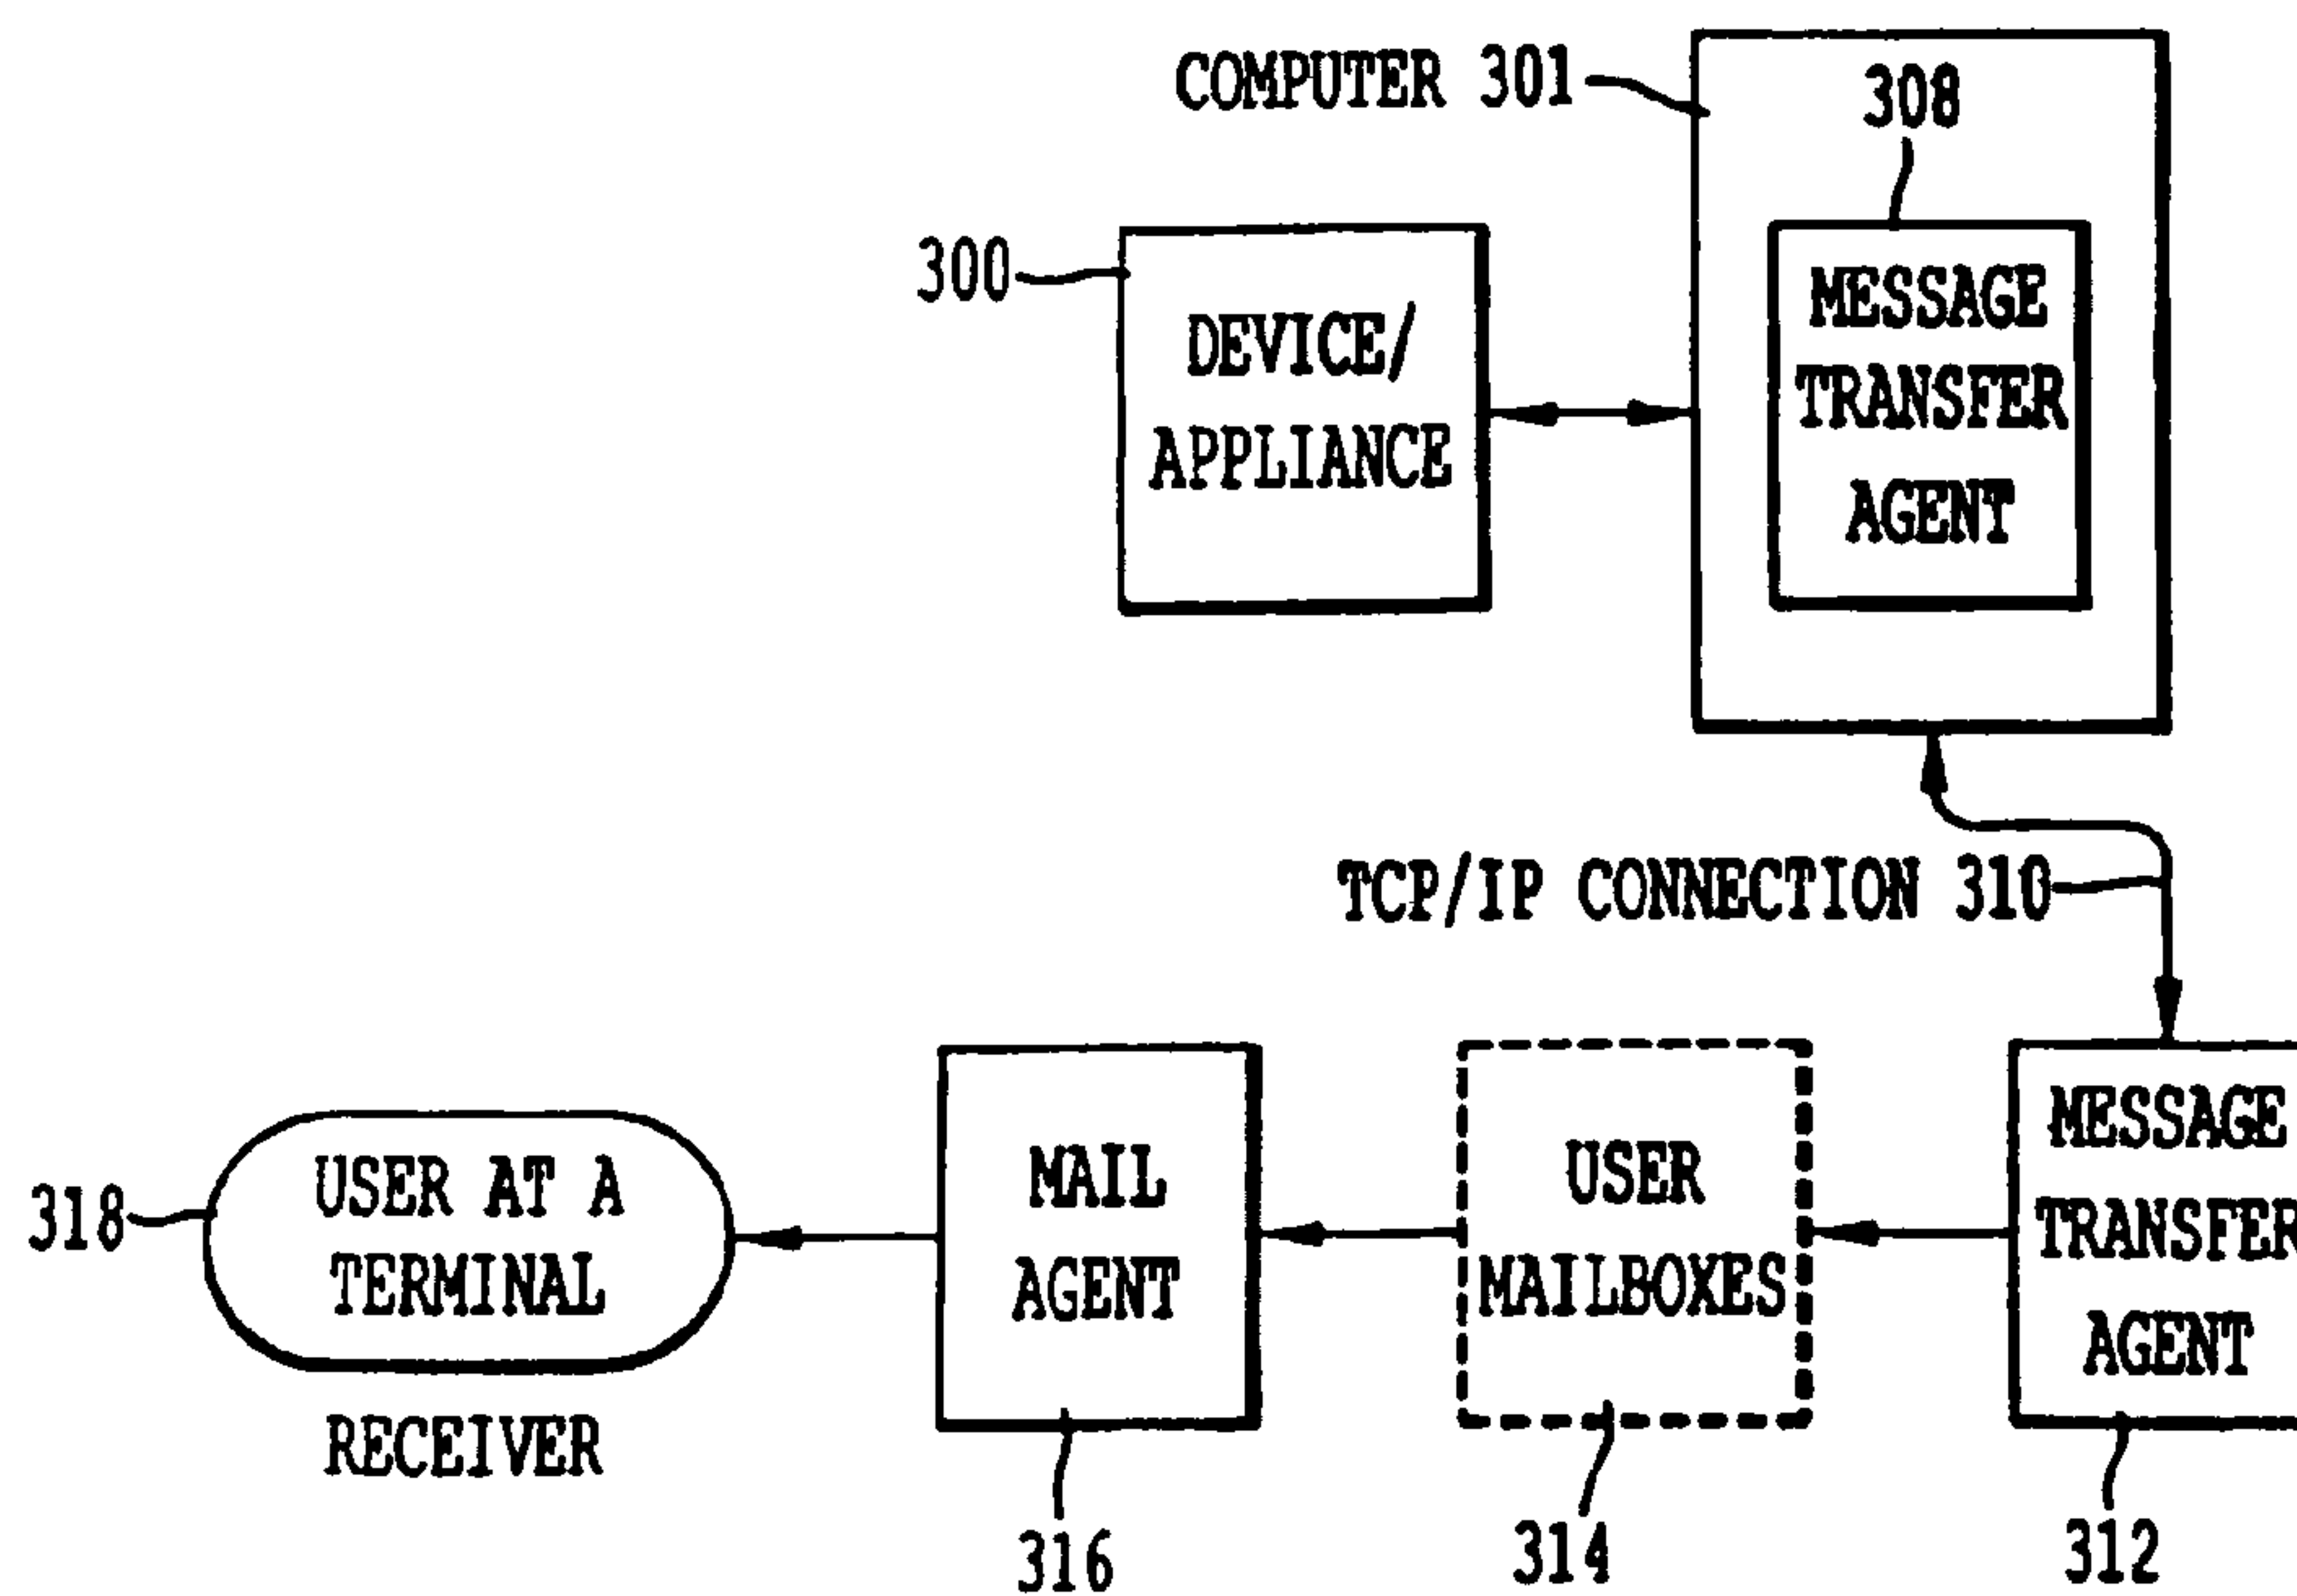 COMPUTER 301
308
300
DEVICE/
APPLIANCE
MESSAGE
TRANSFER
AGENT
TCP/IP CONNECTION 310
318
USER AT A
TERMINAL
RECEIVER
MAIL
AGENT
316
USER
MAILBOXES
314
MESSAGE
TRANSFER
AGENT
312